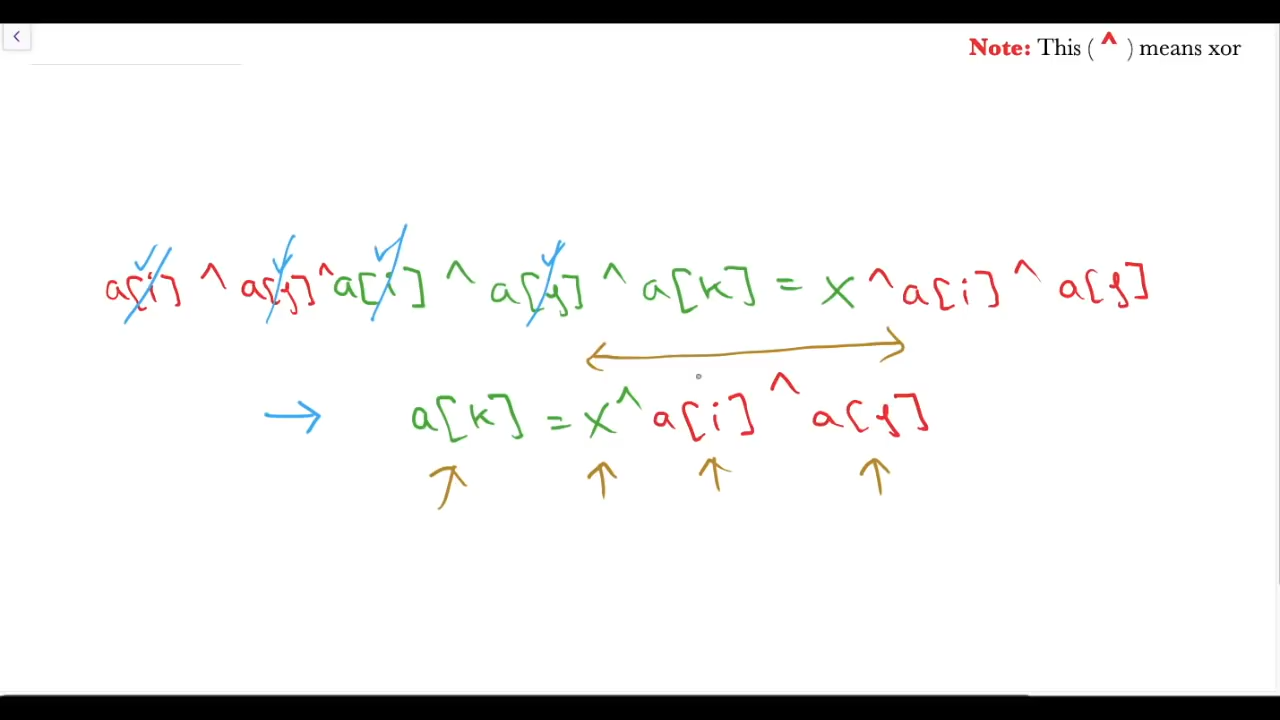 Note: This ( ^ ) means xor
a[i] ^ a[j] ^ a[i] ^ a[j] ^ a[k] = x ^ a[i] ^ a[j]
→ a[k] = x ^ a[i] ^ a[j]